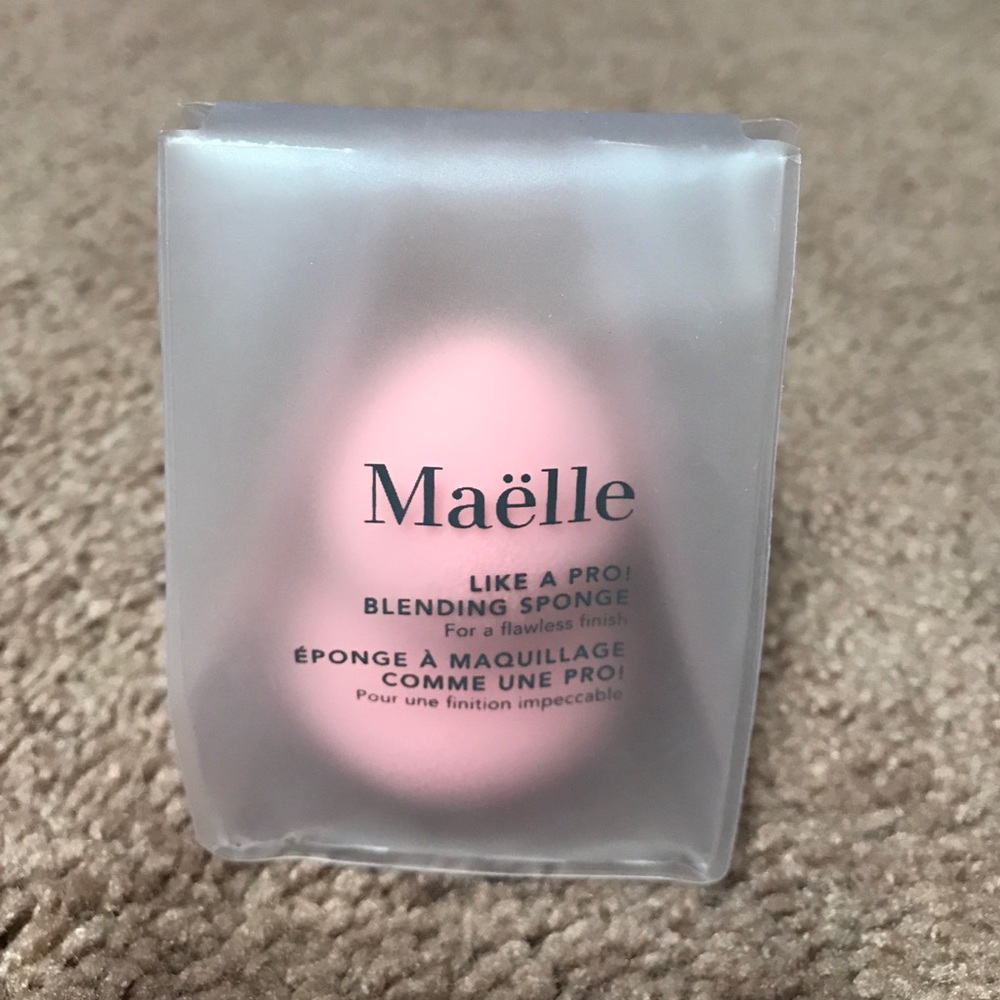 Maëlle
LIKE A PRO!
BLENDING SPONGE
For a flawless finish
ÉPONGE À MAQUILLAGE
COMME UNE PRO!
Pour une finition impeccable